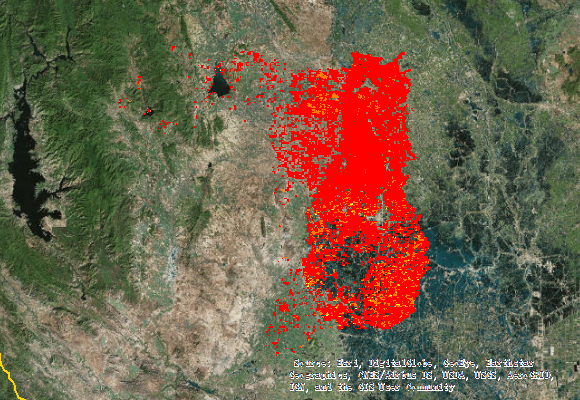 Source: Esri, DigitalGlobe, GeoEye, Earthstar
Geographics, CNES/Airbus DS, USDA, USGS, AeroGRID,
IGN, and the GIS User Community